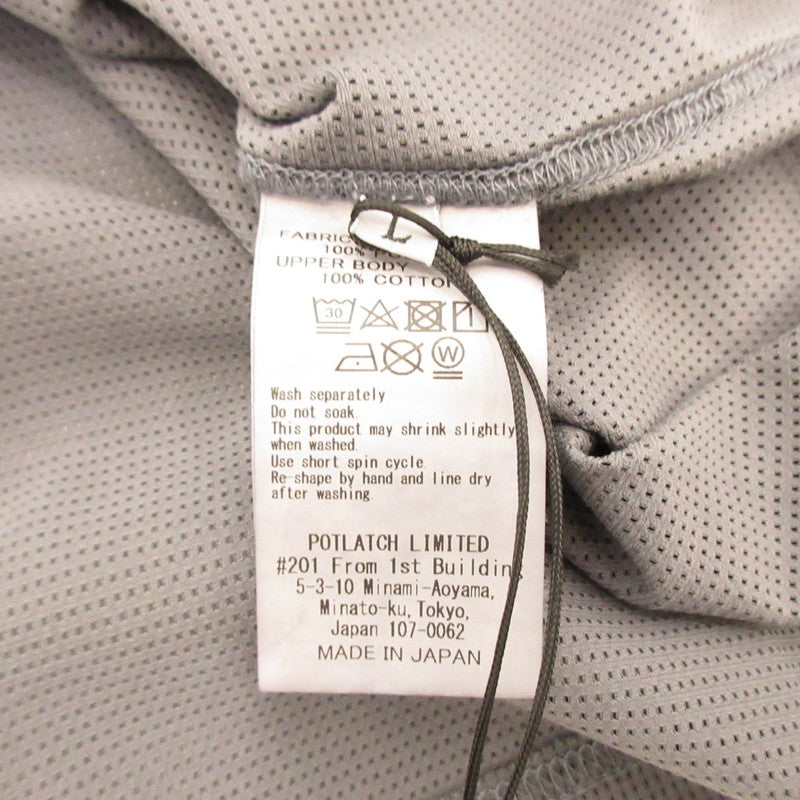 L
FABRIC
100%
UPPER BODY
100% COTTON
30
W
Wash separately
Do not soak.
This product may shrink slightly
when washed.
Use short spin cycle.
Re-shape by hand and line dry
after washing.
POTLATCH LIMITED
#201 From 1st Building
5-3-10 Minami-Aoyama,
Minato-ku, Tokyo,
Japan 107-0062
MADE IN JAPAN